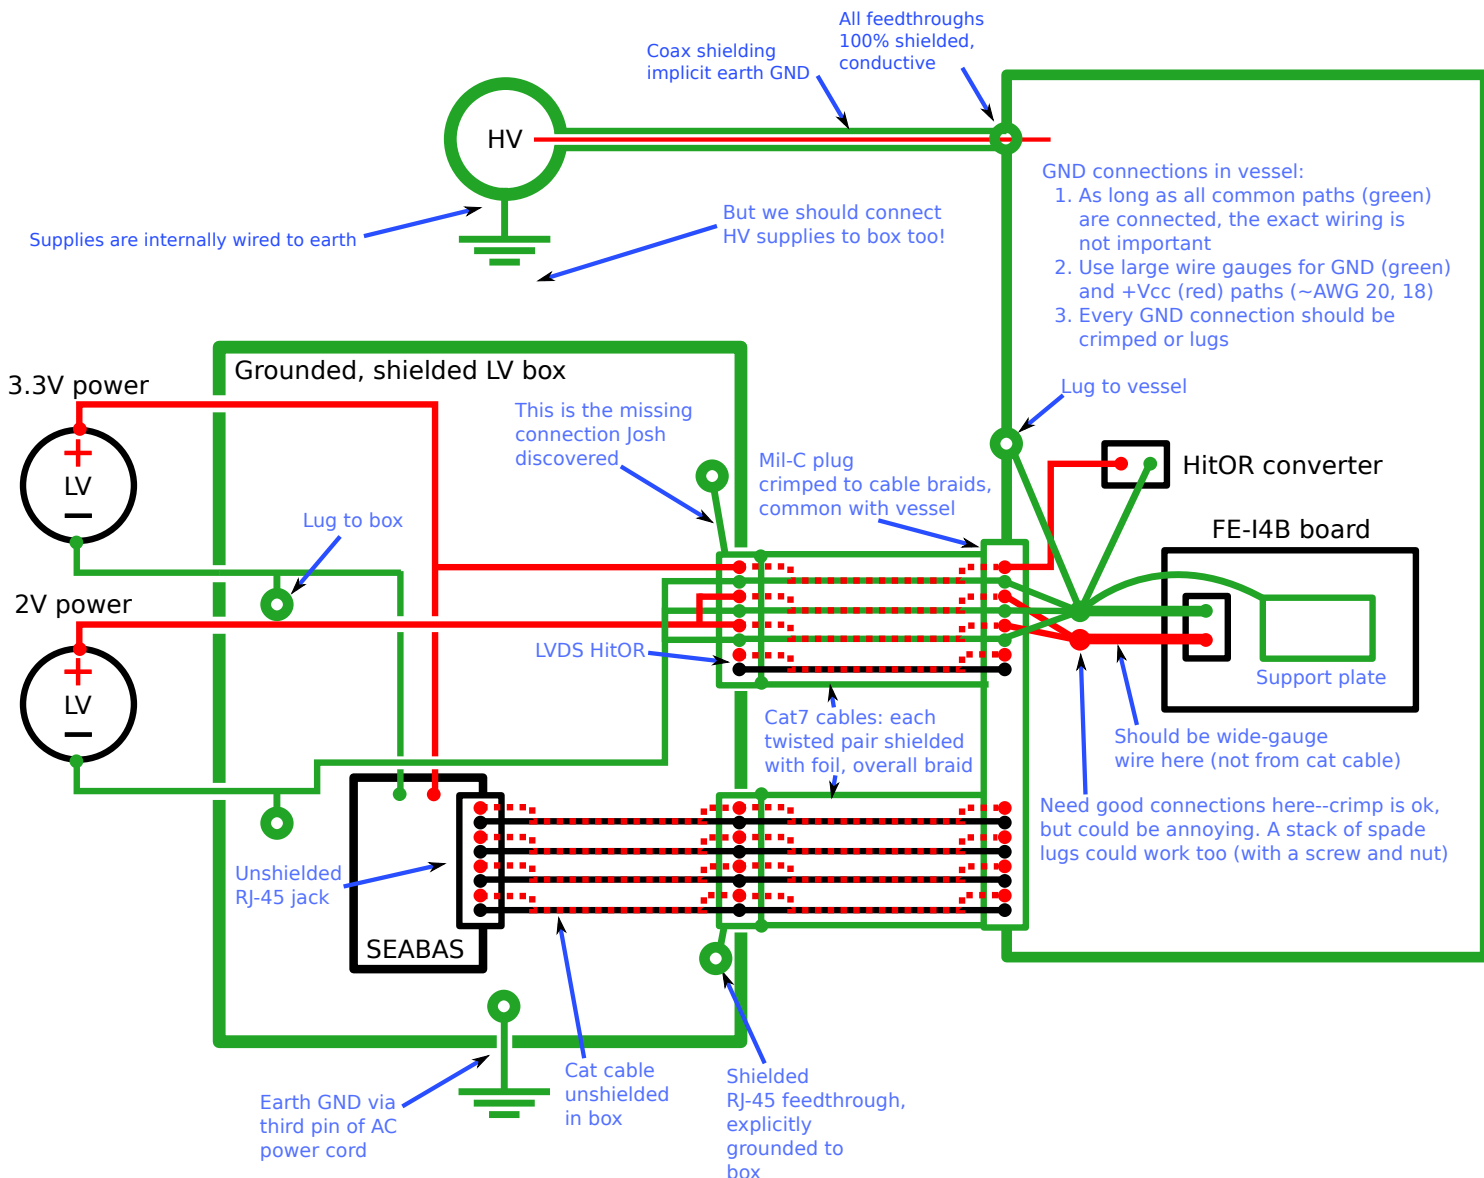 All feedthroughs
100% shielded,
conductive
Coax shielding
implicit earth GND
HV
GND connections in vessel:
1. As long as all common paths (green)
are connected, the exact wiring is
not important
2. Use large wire gauges for GND (green)
and +Vcc (red) paths (~AWG 20, 18)
3. Every GND connection should be
crimped or lugs
Supplies are internally wired to earth
But we should connect
HV supplies to box too!
Grounded, shielded LV box
3.3V power
+
LV
−
This is the missing
connection Josh
discovered
Lug to vessel
Mil-C plug
crimped to cable braids,
common with vessel
HitOR converter
FE-I4B board
Lug to box
2V power
+
LV
−
LVDS HitOR
Support plate
Cat7 cables: each
twisted pair shielded
with foil, overall braid
Should be wide-gauge
wire here (not from cat cable)
Need good connections here--crimp is ok,
but could be annoying. A stack of spade
lugs could work too (with a screw and nut)
Unshielded
RJ-45 jack
SEABAS
Earth GND via
third pin of AC
power cord
Cat cable
unshielded
in box
Shielded
RJ-45 feedthrough,
explicitly
grounded to
box